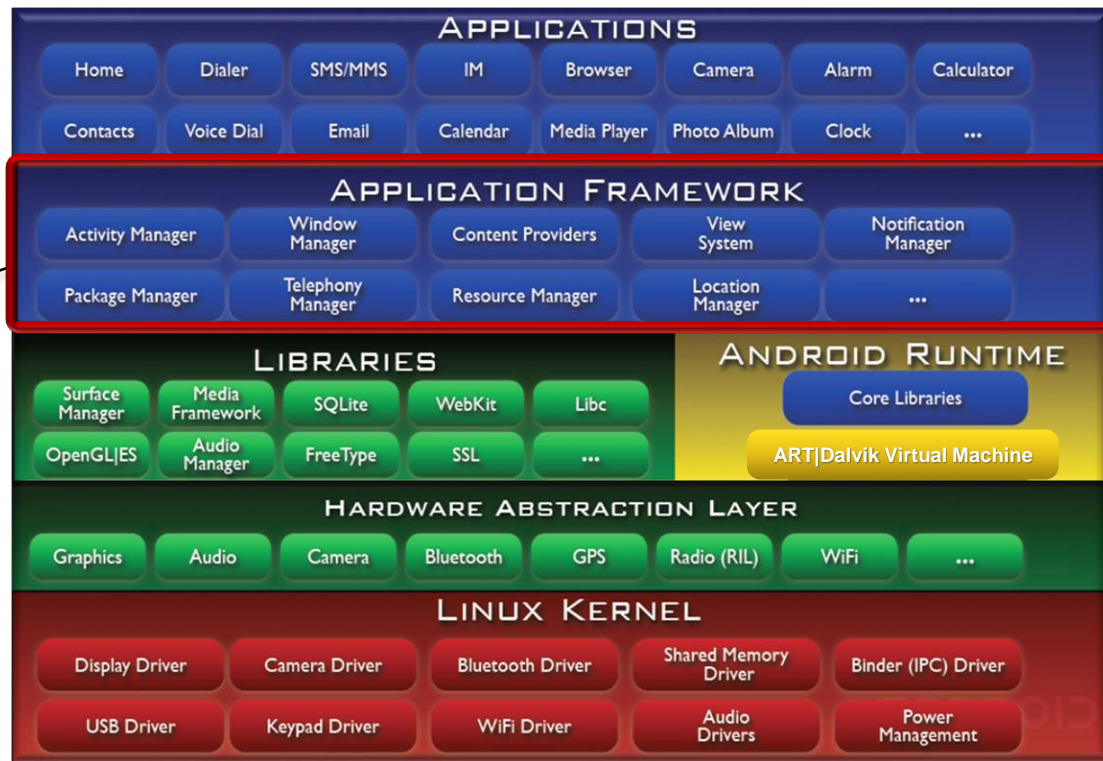 APPLICATIONS
Home
Dialer
SMS/MMS
IM
Browser
Camera
Alarm
Calculator
Contacts
Voice Dial
Email
Calendar
Media Player
Photo Album
Clock
...
APPLICATION FRAMEWORK
Activity Manager
Window
Manager
Content Providers
View
System
Notification
Manager
Package Manager
Telephony
Manager
Resource Manager
Location
Manager
...
LIBRARIES
Surface
Manager
Media
Framework
SQLite
WebKit
Libc
OpenGL|ES
Audio
Manager
FreeType
SSL
...
ANDROID RUNTIME
Core Libraries
ART|Dalvik Virtual Machine
HARDWARE ABSTRACTION LAYER
Graphics
Audio
Camera
Bluetooth
GPS
Radio (RIL)
WiFi
...
LINUX KERNEL
Display Driver
Camera Driver
Bluetooth Driver
Shared Memory
Driver
Binder (IPC) Driver
USB Driver
Keypad Driver
WiFi Driver
Audio
Drivers
Power
Management